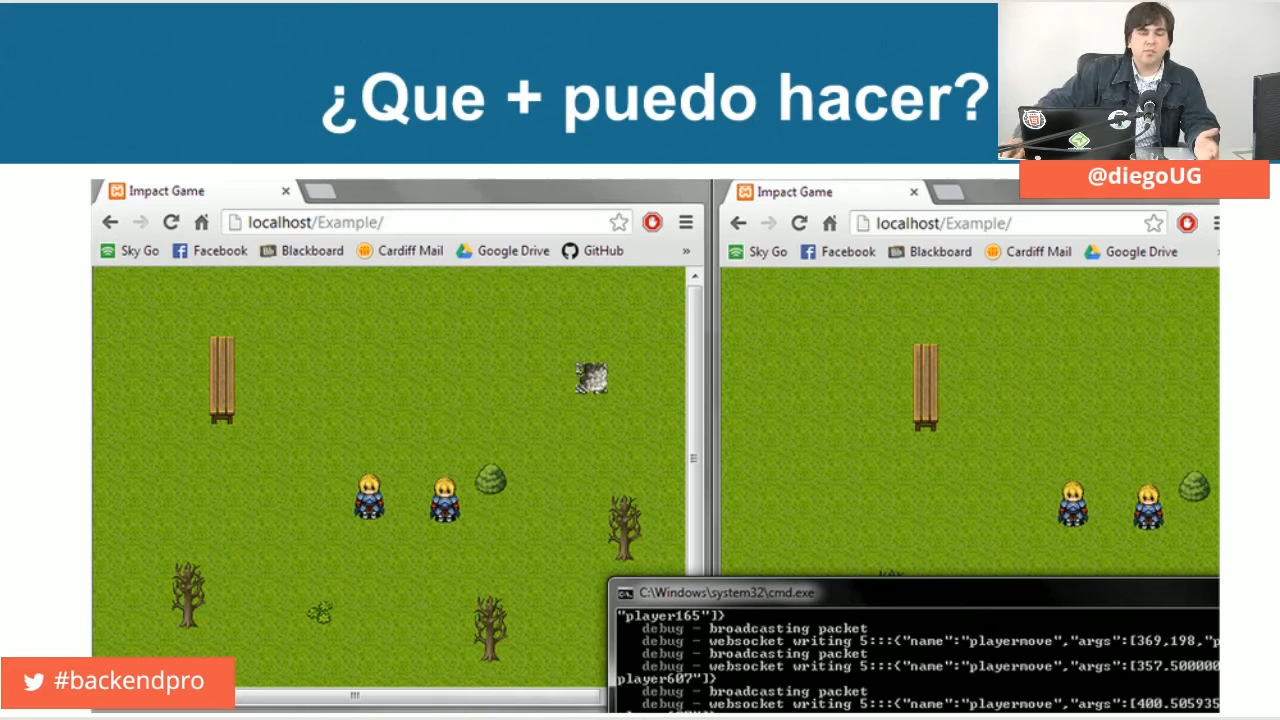 ¿Que + puedo hacer?
@diegoUG
Impact Game
localhost/Example/
Sky Go Facebook Blackboard Cardiff Mail Google Drive GitHub »
Impact Game
localhost/Example/
Sky Go Facebook Blackboard Cardiff Mail Google Drive
C:\Windows\system32\cmd.exe
"player165"]}
debug - broadcasting packet
debug - websocket writing 5:::{"name":"playermove","args":[369,198,"p
debug - broadcasting packet
debug - websocket writing 5:::{"name":"playermove","args":[357.500000
player607"]}
debug - broadcasting packet
debug - websocket writing 5:::{"name":"playermove","args":[400.505935
#backendpro